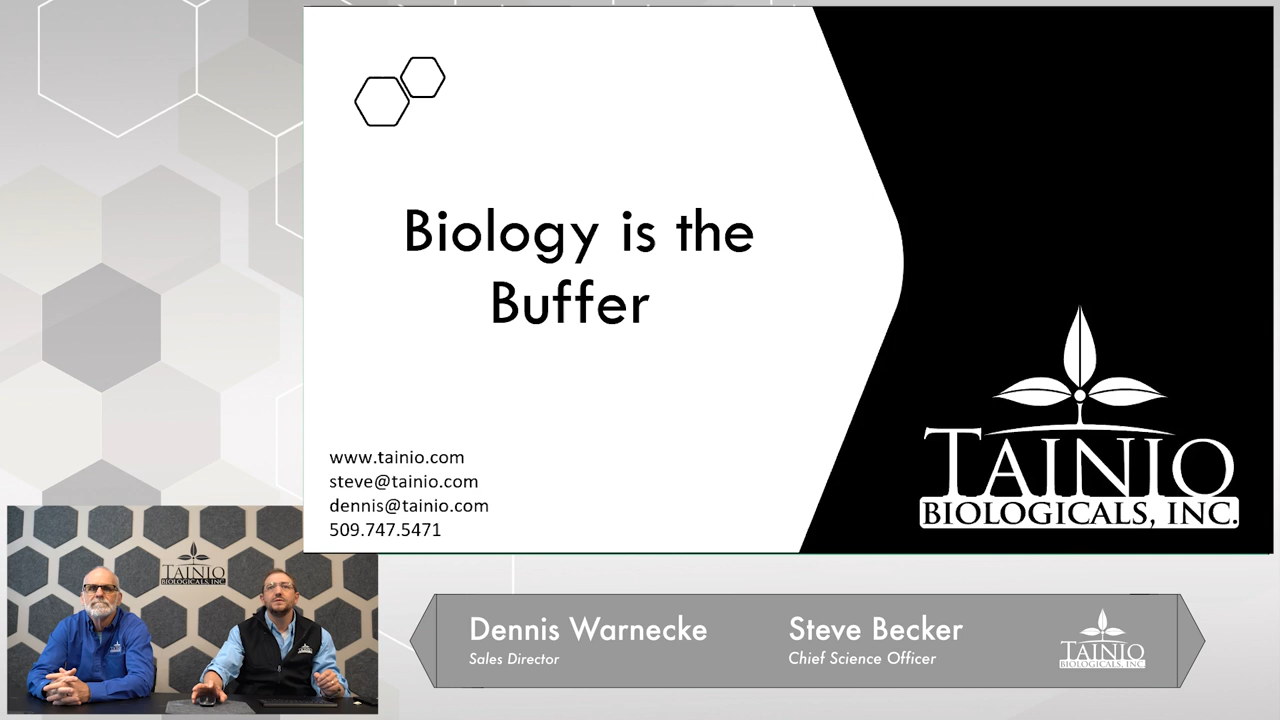 Biology is the
Buffer
www.tainio.com
steve@tainio.com
dennis@tainio.com
509.747.5471
TAINIO
BIOLOGICALS, INC.
TAINIO
BIOLOGICALS, INC.
Dennis Warnecke
Sales Director
Steve Becker
Chief Science Officer
TAINIO
BIOLOGICALS, INC.